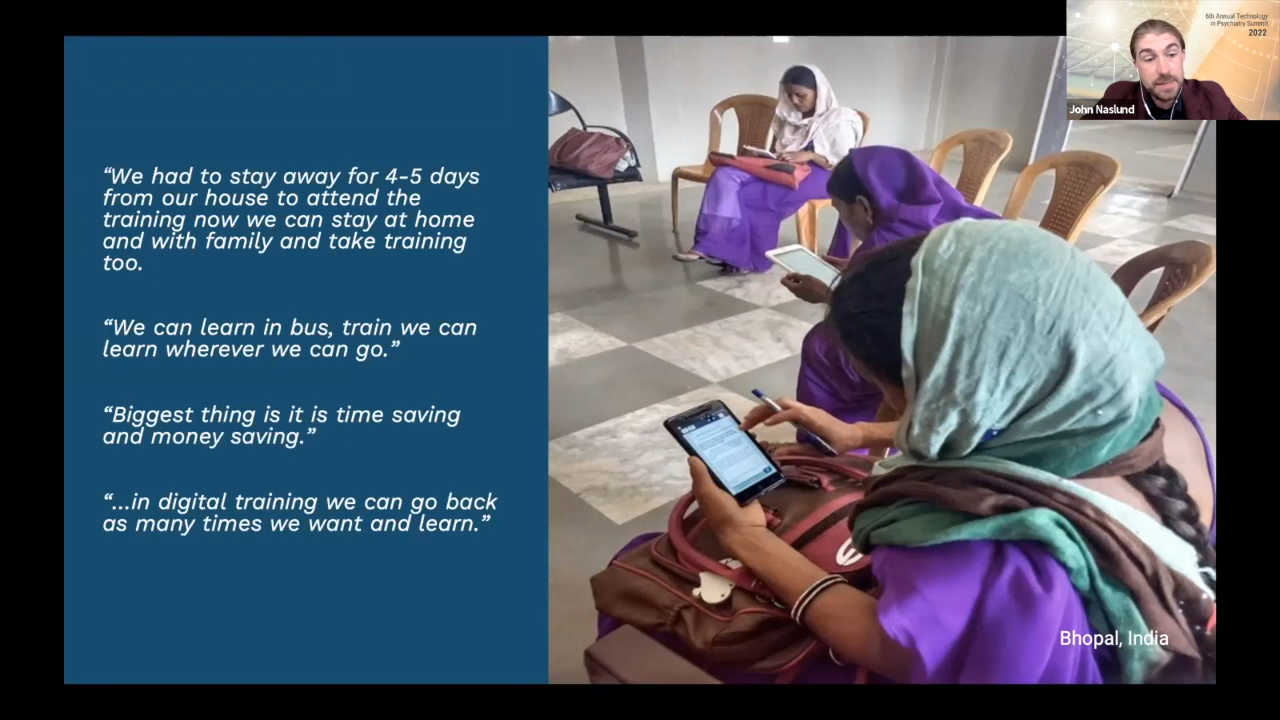 “We had to stay away for 4-5 days
from our house to attend the
training now we can stay at home
and with family and take training
too.
“We can learn in bus, train we can
learn wherever we can go.”
“Biggest thing is it is time saving
and money saving.”
“...in digital training we can go back
as many times we want and learn.”
Bhopal, India
6th Annual Technology
in Psychiatry Summit
2022
John Naslund